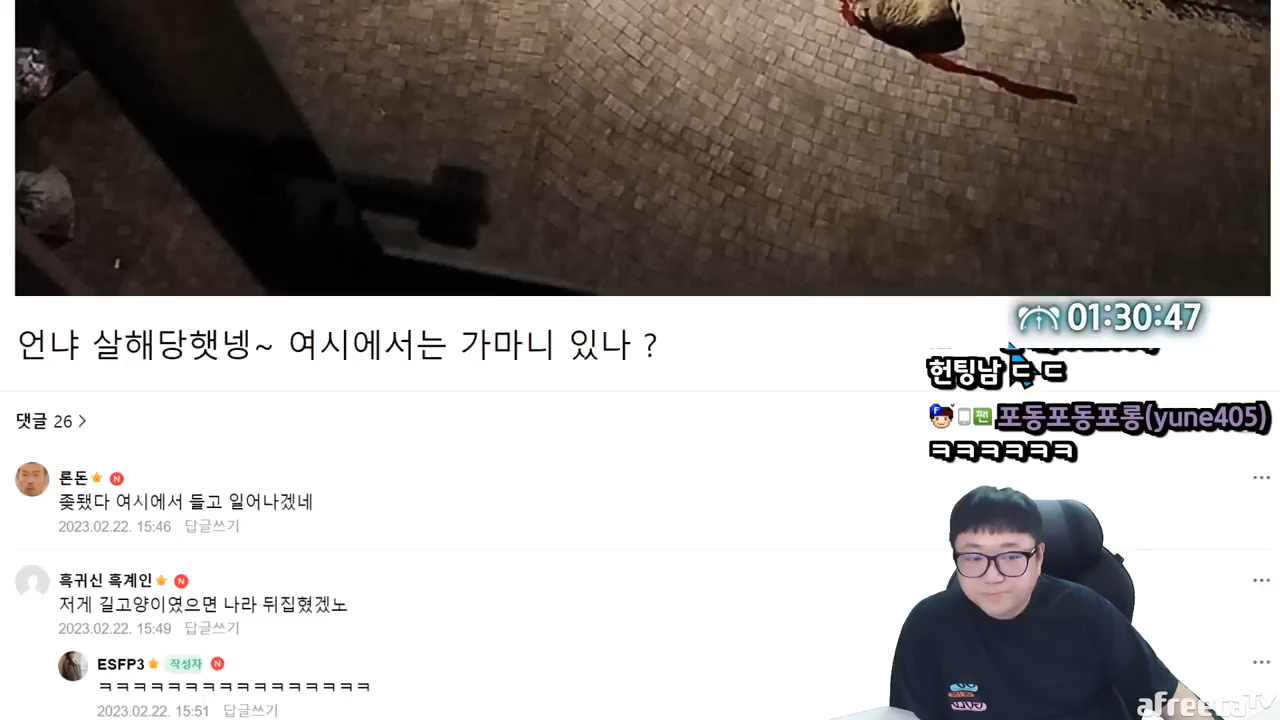 언냐 살해당햇넹~ 여시에서는 가마니 있나 ?
01:30:47
헌팅남 ㄷ ㄷ
댓글 26 >
포동포동포롱(yune405)
ㅋㅋㅋㅋㅋㅋ
론돈 N
좆됐다 여시에서 들고 일어나겠네
2023.02.22. 15:46 답글쓰기
흑귀신 흑계인 N
저게 길고양이였으면 나라 뒤집혔겠노
2023.02.22. 15:49 답글쓰기
ESFP3 작성자 N
ㅋㅋㅋㅋㅋㅋㅋㅋㅋㅋㅋㅋㅋㅋㅋㅋ
2023.02.22. 15:51 답글쓰기
afreecaTV